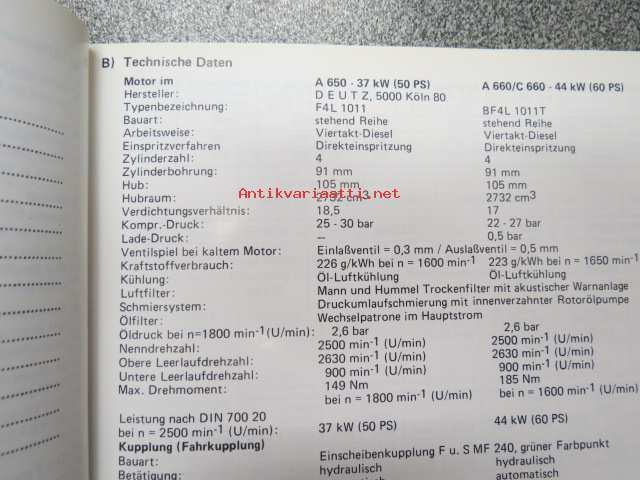 B) Technische Daten
Motor im A 650 - 37 kW (50 PS) A 660/C 660 - 44 kW (60 PS)
Hersteller: D E U T Z, 5000 Köln 80
Typenbezeichnung: F4L 1011 BF4L 1011T
Bauart: stehend Reihe stehend Reihe
Arbeitsweise: Viertakt-Diesel Viertakt-Diesel
Einspritzverfahren Direkteinspritzung Direkteinspritzung
Zylinderzahl: 4 4
Zylinderbohrung: 91 mm 91 mm
Hub: 105 mm 105 mm
Antikvariaatti.net
Hubraum: 2732 cm³ 2732 cm³
Verdichtungsverhältnis: 18,5 17
Kompr.-Druck: 25 - 30 bar 22 - 27 bar
Lade-Druck: -- 0,5 bar
Ventilspiel bei kaltem Motor: Einlaßventil = 0,3 mm / Auslaßventil = 0,5 mm
Kraftstoffverbrauch: 226 g/kWh bei n = 1600 min⁻¹ 223 g/kWh bei n = 1650 min⁻¹
Kühlung: Öl-Luftkühlung Öl-Luftkühlung
Luftfilter: Mann und Hummel Trockenfilter mit akustischer Warnanlage
Schmiersystem: Druckumlaufschmierung mit innenverzahnter Rotorölpumpe
Ölfilter: Wechselpatrone im Hauptstrom
Öldruck bei n=1800 min⁻¹(U/min): 2,6 bar 2,6 bar
Nenndrehzahl: 2500 min⁻¹ (U/min) 2500 min⁻¹ (U/min)
Obere Leerlaufdrehzahl: 2630 min⁻¹ (U/min) 2630 min⁻¹ (U/min)
Untere Leerlaufdrehzahl: 900 min⁻¹ (U/min) 900 min⁻¹ (U/min)
Max. Drehmoment: 149 Nm 185 Nm
bei n = 1800 min⁻¹ (U/min) bei n = 1600 min⁻¹ (U/min)
Leistung nach DIN 700 20
bei n = 2500 min⁻¹ (U/min): 37 kW (50 PS) 44 kW (60 PS)
Kupplung (Fahrkupplung)
Bauart: Einscheibenkupplung F u. S MF 240, grüner Farbpunkt
Betätigung: hydraulisch hydraulisch
automatisch